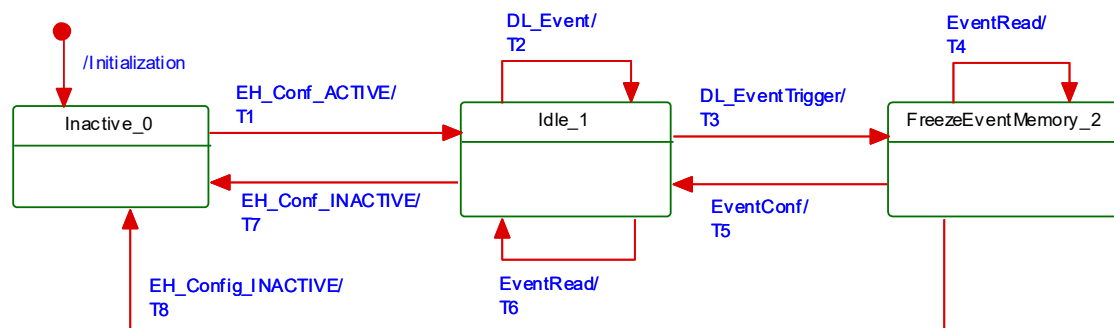 DL_Event/
T2
EventRead/
T4
/Initialization
EH_Conf_ACTIVE/
T1
DL_EventTrigger/
T3
Inactive_0
Idle_1
FreezeEventMemory_2
EH_Conf_INACTIVE/
T7
EventConf/
T5
EH_Config_INACTIVE/
T8
EventRead/
T6